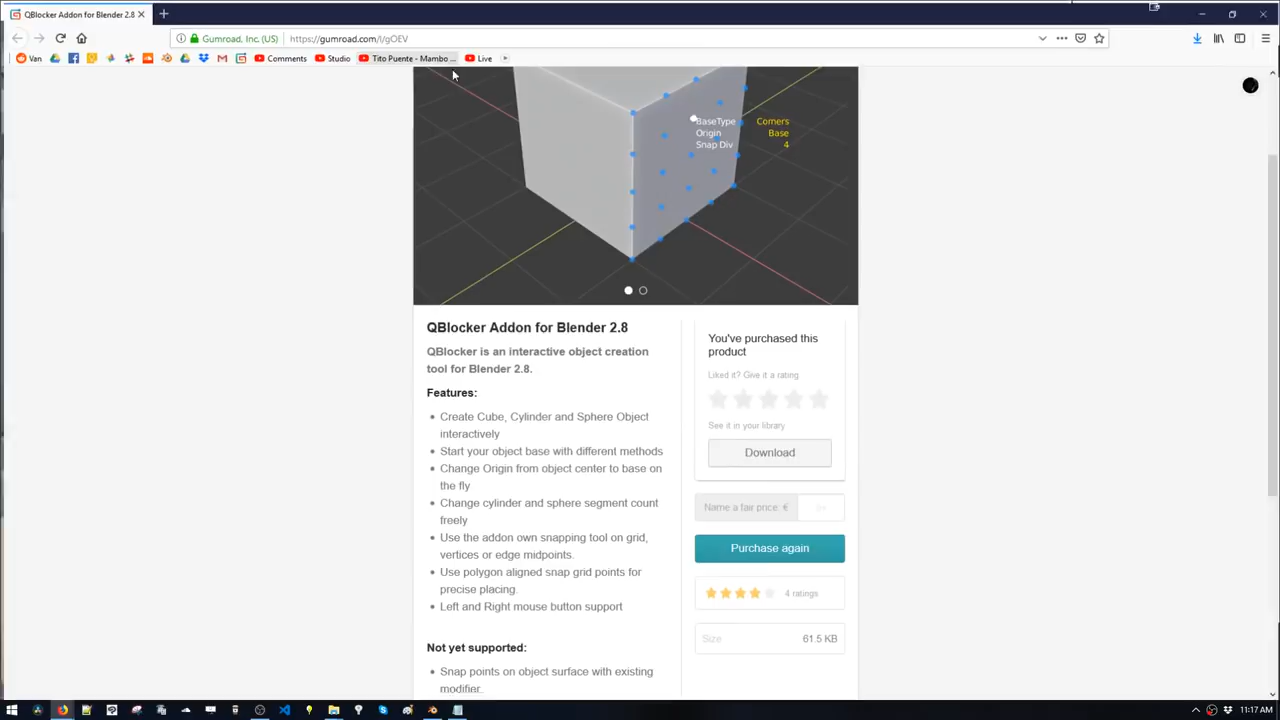 QBlocker Addon for Blender 2.8
Gumroad, Inc. (US) https://gumroad.com/l/gOEV
Van Comments Studio Tito Puente - Mambo ... Live
BaseType Corners
Origin Base
Snap Div 4
QBlocker Addon for Blender 2.8
QBlocker is an interactive object creation
tool for Blender 2.8.
Features:
Create Cube, Cylinder and Sphere Object
interactively
Start your object base with different methods
Change Origin from object center to base on
the fly
Change cylinder and sphere segment count
freely
Use the addon own snapping tool on grid,
vertices or edge midpoints.
Use polygon aligned snap grid points for
precise placing.
Left and Right mouse button support
Not yet supported:
Snap points on object surface with existing
modifier.
You've purchased this
product
Liked it? Give it a rating
See it in your library
Download
Name a fair price: €
Purchase again
4 ratings
Size 61.5 KB
11:17 AM